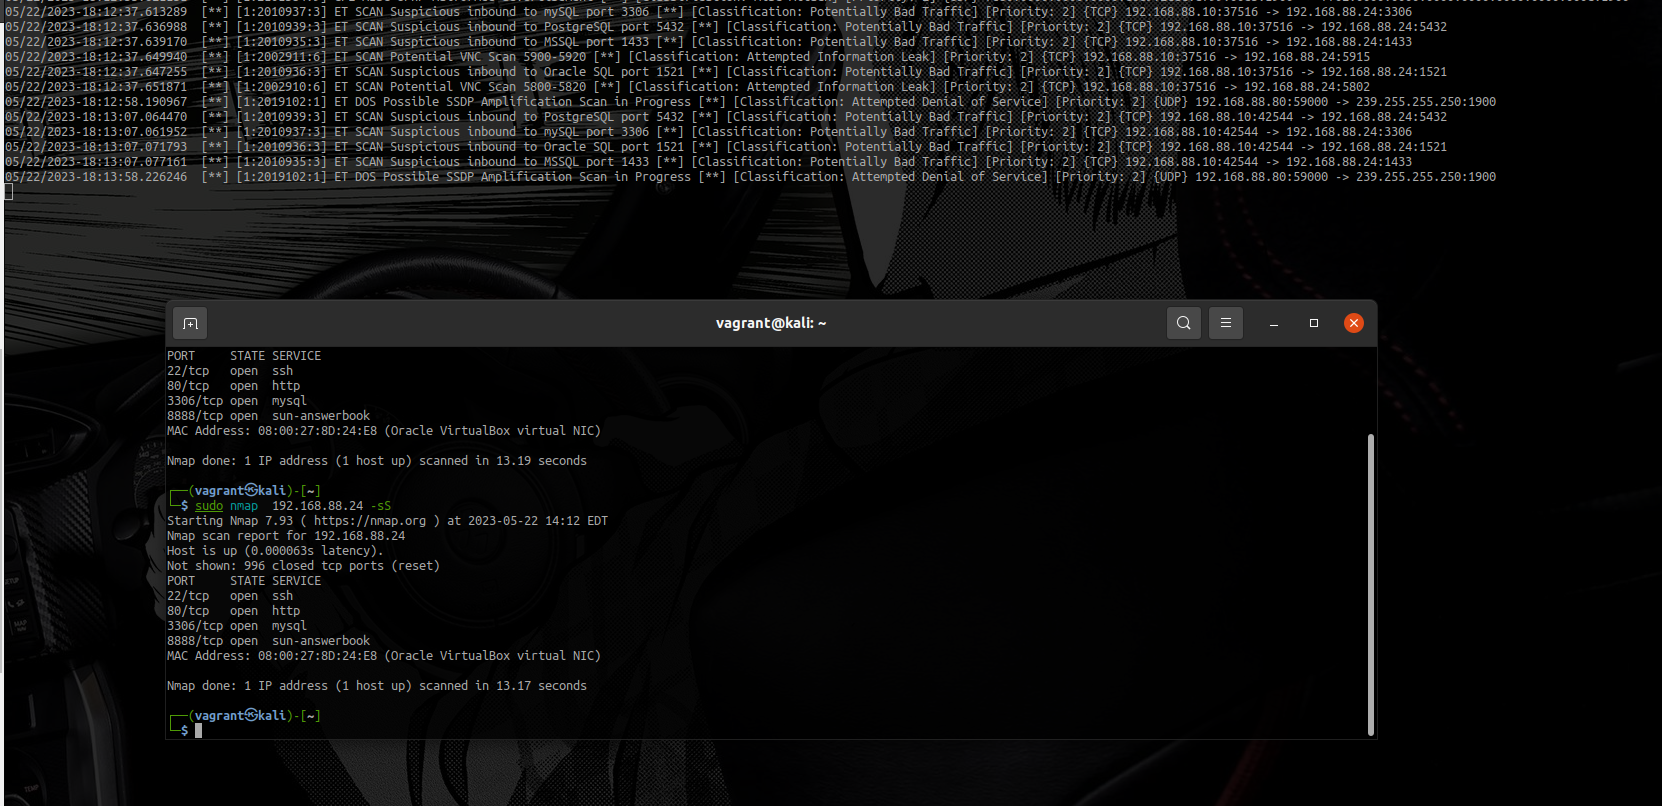 05/22/2023-18:12:37.613289  [**] [1:2010937:3] ET SCAN Suspicious inbound to mySQL port 3306 [**] [Classification: Potentially Bad Traffic] [Priority: 2] {TCP} 192.168.88.10:37516 -> 192.168.88.24:3306
05/22/2023-18:12:37.636988  [**] [1:2010939:3] ET SCAN Suspicious inbound to PostgreSQL port 5432 [**] [Classification: Potentially Bad Traffic] [Priority: 2] {TCP} 192.168.88.10:37516 -> 192.168.88.24:5432
05/22/2023-18:12:37.639170  [**] [1:2010935:3] ET SCAN Suspicious inbound to MSSQL port 1433 [**] [Classification: Potentially Bad Traffic] [Priority: 2] {TCP} 192.168.88.10:37516 -> 192.168.88.24:1433
05/22/2023-18:12:37.649940  [**] [1:2002911:6] ET SCAN Potential VNC Scan 5900-5920 [**] [Classification: Attempted Information Leak] [Priority: 2] {TCP} 192.168.88.10:37516 -> 192.168.88.24:5915
05/22/2023-18:12:37.647255  [**] [1:2010936:3] ET SCAN Suspicious inbound to Oracle SQL port 1521 [**] [Classification: Potentially Bad Traffic] [Priority: 2] {TCP} 192.168.88.10:37516 -> 192.168.88.24:1521
05/22/2023-18:12:37.651871  [**] [1:2002910:6] ET SCAN Potential VNC Scan 5800-5820 [**] [Classification: Attempted Information Leak] [Priority: 2] {TCP} 192.168.88.10:37516 -> 192.168.88.24:5802
05/22/2023-18:12:58.190967  [**] [1:2019102:1] ET DOS Possible SSDP Amplification Scan in Progress [**] [Classification: Attempted Denial of Service] [Priority: 2] {UDP} 192.168.88.80:59000 -> 239.255.255.250:1900
05/22/2023-18:13:07.064470  [**] [1:2010939:3] ET SCAN Suspicious inbound to PostgreSQL port 5432 [**] [Classification: Potentially Bad Traffic] [Priority: 2] {TCP} 192.168.88.10:42544 -> 192.168.88.24:5432
05/22/2023-18:13:07.061952  [**] [1:2010937:3] ET SCAN Suspicious inbound to mySQL port 3306 [**] [Classification: Potentially Bad Traffic] [Priority: 2] {TCP} 192.168.88.10:42544 -> 192.168.88.24:3306
05/22/2023-18:13:07.071793  [**] [1:2010936:3] ET SCAN Suspicious inbound to Oracle SQL port 1521 [**] [Classification: Potentially Bad Traffic] [Priority: 2] {TCP} 192.168.88.10:42544 -> 192.168.88.24:1521
05/22/2023-18:13:07.077161  [**] [1:2010935:3] ET SCAN Suspicious inbound to MSSQL port 1433 [**] [Classification: Potentially Bad Traffic] [Priority: 2] {TCP} 192.168.88.10:42544 -> 192.168.88.24:1433
05/22/2023-18:13:58.226246  [**] [1:2019102:1] ET DOS Possible SSDP Amplification Scan in Progress [**] [Classification: Attempted Denial of Service] [Priority: 2] {UDP} 192.168.88.80:59000 -> 239.255.255.250:1900
vagrant@kali: ~
PORT     STATE SERVICE
22/tcp   open  ssh
80/tcp   open  http
3306/tcp open  mysql
8888/tcp open  sun-answerbook
MAC Address: 08:00:27:8D:24:E8 (Oracle VirtualBox virtual NIC)
Nmap done: 1 IP address (1 host up) scanned in 13.19 seconds
┌──(vagrant㉿kali)-[~]
└─$ sudo nmap  192.168.88.24 -sS
Starting Nmap 7.93 ( https://nmap.org ) at 2023-05-22 14:12 EDT
Nmap scan report for 192.168.88.24
Host is up (0.000063s latency).
Not shown: 996 closed tcp ports (reset)
PORT     STATE SERVICE
22/tcp   open  ssh
80/tcp   open  http
3306/tcp open  mysql
8888/tcp open  sun-answerbook
MAC Address: 08:00:27:8D:24:E8 (Oracle VirtualBox virtual NIC)
Nmap done: 1 IP address (1 host up) scanned in 13.17 seconds
┌──(vagrant㉿kali)-[~]
└─$